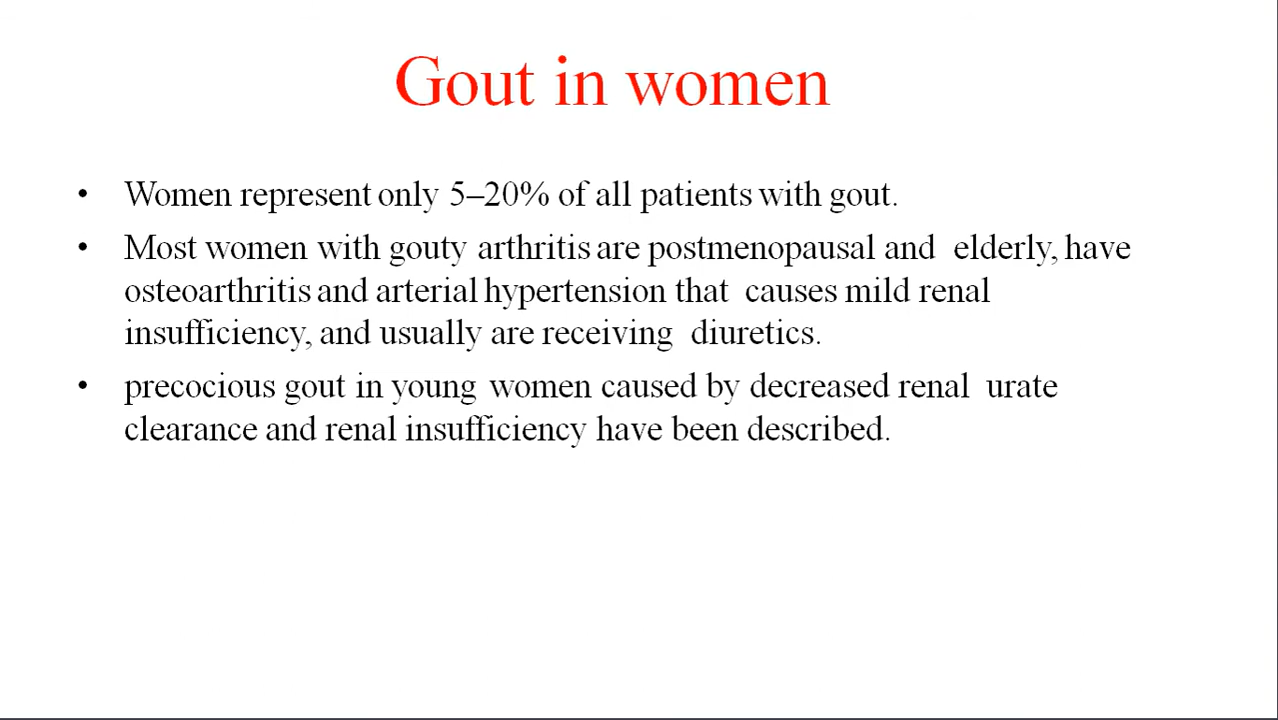 Gout in women
• Women represent only 5–20% of all patients with gout.
• Most women with gouty arthritis are postmenopausal and elderly, have
osteoarthritis and arterial hypertension that causes mild renal
insufficiency, and usually are receiving diuretics.
• precocious gout in young women caused by decreased renal urate
clearance and renal insufficiency have been described.